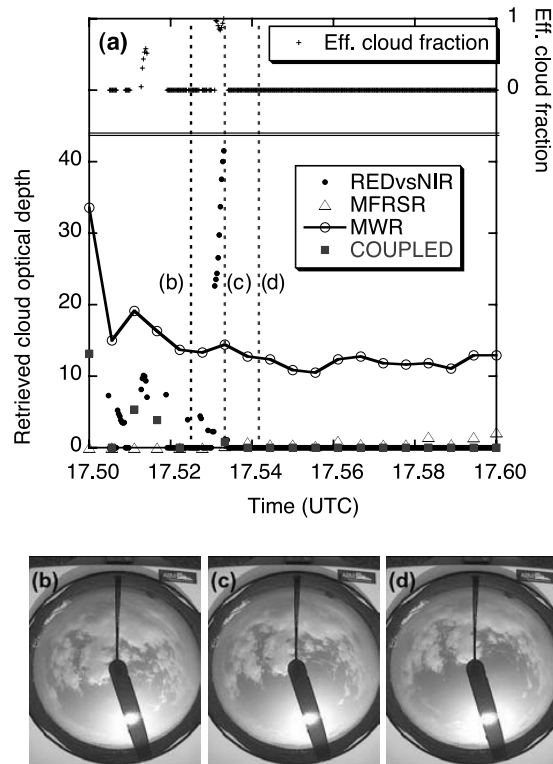 (a)
Eff. cloud fraction
1
0
Eff. cloud fraction
40
30
20
10
0
Retrieved cloud optical depth
REDvsNIR
MFRSR
MWR
COUPLED
(b)
(c)
(d)
17.50
17.52
17.54
17.56
17.58
17.60
Time (UTC)
(b)
(c)
(d)